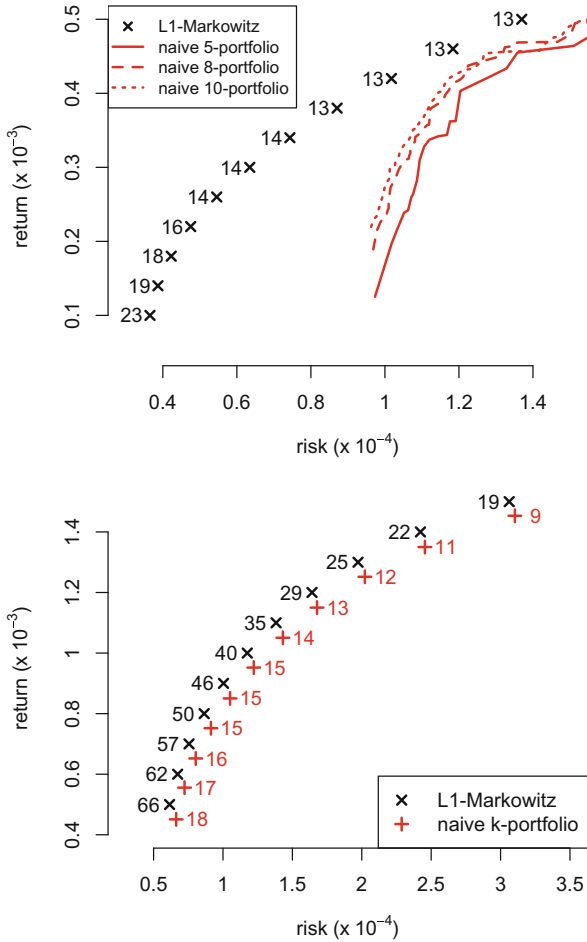 0.5
0.4
0.3
0.2
0.1
return (x 10⁻³)
L1-Markowitz
naive 5-portfolio
naive 8-portfolio
naive 10-portfolio
13
13
13
13
14
14
14
16
18
19
23
0.4 0.6 0.8 1 1.2 1.4
risk (x 10⁻⁴)
1.4
1.2
1
0.8
0.6
0.4
return (x 10⁻³)
19 9
22 11
25 12
29 13
35 14
40 15
46 15
50 15
57 16
62 17
66 18
L1-Markowitz
naive k-portfolio
0.5 1 1.5 2 2.5 3 3.5
risk (x 10⁻⁴)